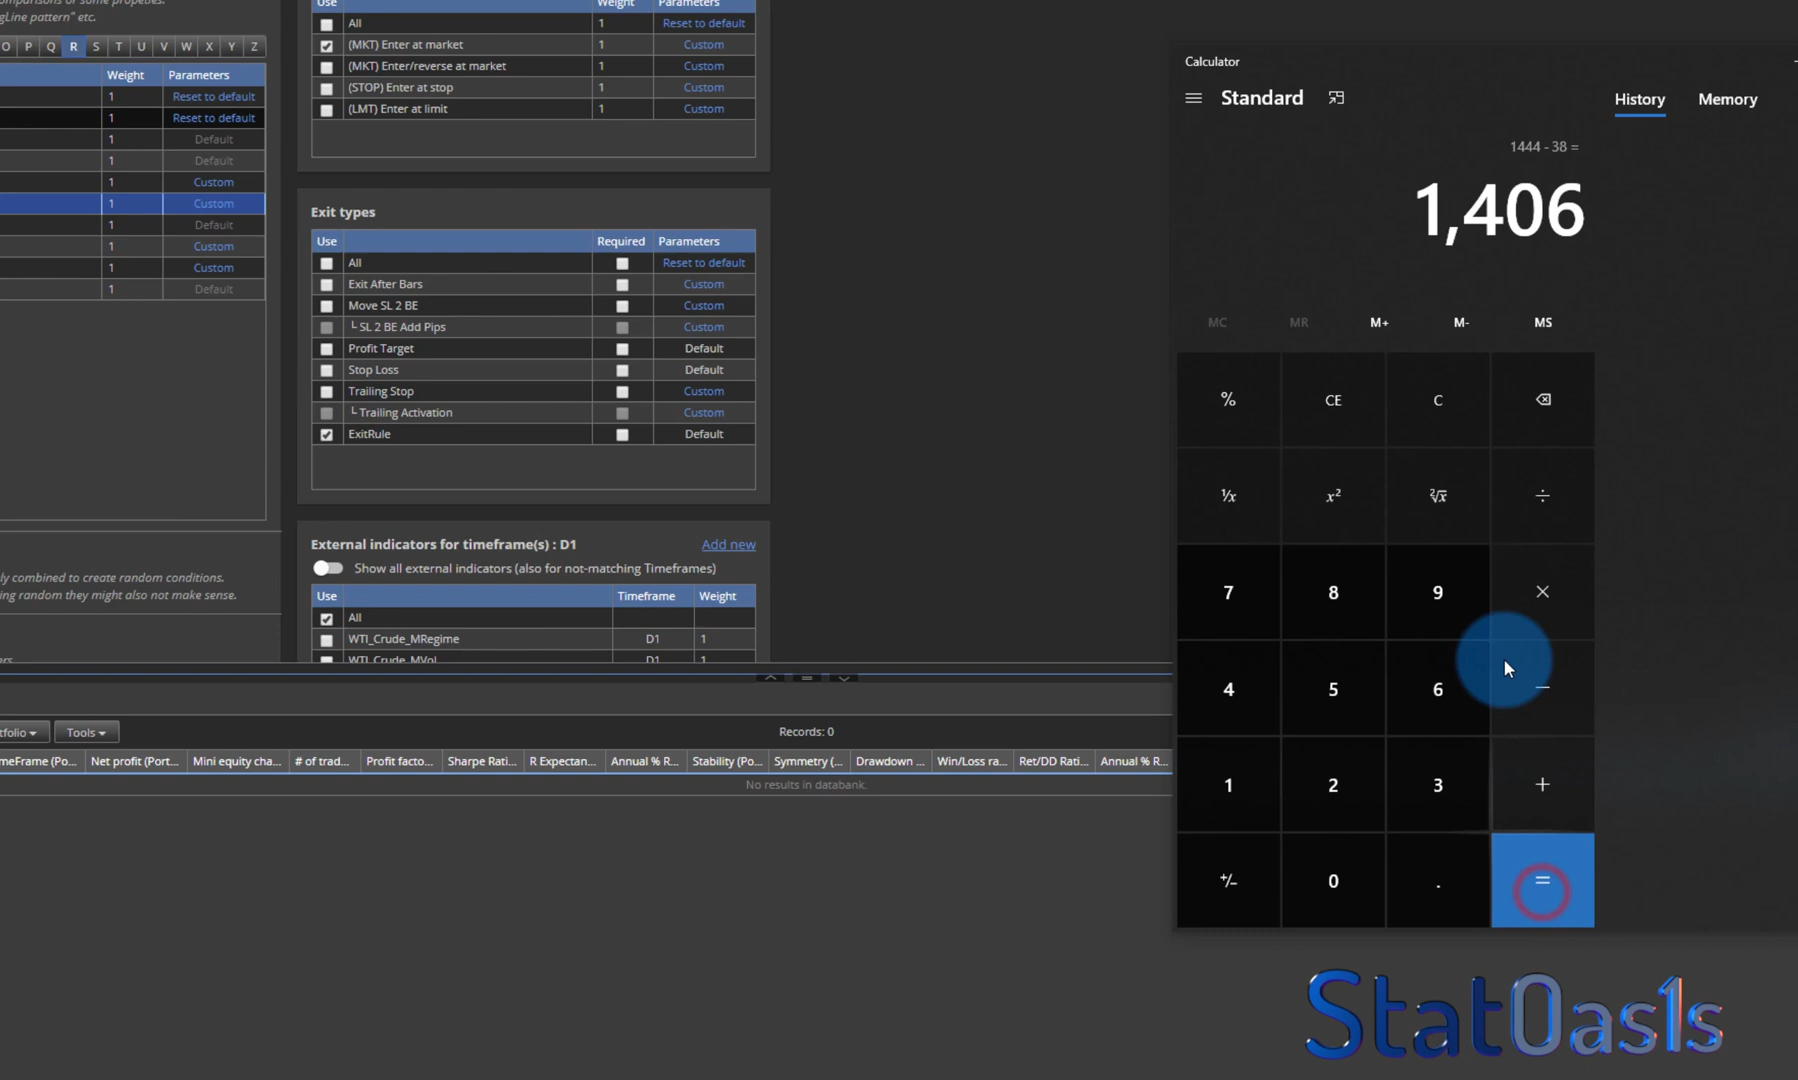 comparisons of some propeties.
gLine pattern" etc.
O P Q R S T U V W X Y Z
Weight Parameters
1 Reset to default
1 Reset to default
1 Default
1 Default
1 Custom
1 Custom
1 Default
1 Custom
1 Custom
1 Default
ly combined to create random conditions.
ing random they might also not make sense.
Use Weight Parameters
All 1 Reset to default
(MKT) Enter at market 1 Custom
(MKT) Enter/reverse at market 1 Custom
(STOP) Enter at stop 1 Custom
(LMT) Enter at limit 1 Custom
Exit types
Use Required Parameters
All Reset to default
Exit After Bars Custom
Move SL 2 BE Custom
SL 2 BE Add Pips Custom
Profit Target Default
Stop Loss Default
Trailing Stop Custom
Trailing Activation Custom
ExitRule Default
External indicators for timeframe(s) : D1 Add new
Show all external indicators (also for not-matching Timeframes)
Use Timeframe Weight
All
WTI_Crude_MRegime D1 1
WTI_Crude_MVol D1 1
tfolio Tools Records: 0
meFrame (Po... Net profit (Port... Mini equity cha... # of trad... Profit facto... Sharpe Rati... R Expectan... Annual % R... Stability (Po... Symmetry (... Drawdown ... Win/Loss ra... Ret/DD Rati... Annual % R...
No results in databank.
Calculator
Standard History Memory
1444 - 38 =
1,406
MC MR M+ M- MS
% CE C
1/x x² ²√x ÷
7 8 9 ×
4 5 6 −
1 2 3 +
+/- 0 . =
StatOas1s